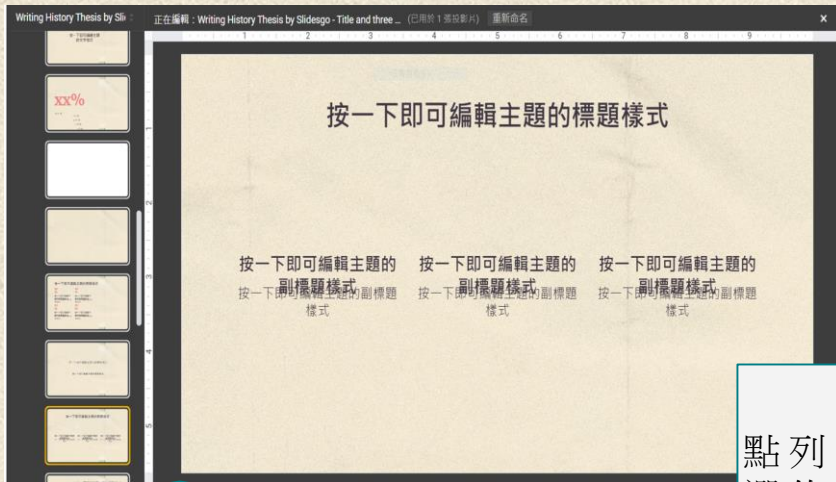 Writing History Thesis by Sli
正在編輯：Writing History Thesis by Slidesgo - Title and three ... (已用於 1 張投影片) 重新命名
1 2 3 4 5 6 7 8 9
xx%
按一下即可編輯主題的標題樣式
按一下即可編輯主題的
副標題樣式
按一下即可編輯主題的副標題
樣式
按一下即可編輯主題的
副標題樣式
按一下即可編輯主題的副標題
樣式
按一下即可編輯主題的
副標題樣式
按一下即可編輯主題的副標題
樣式
點列